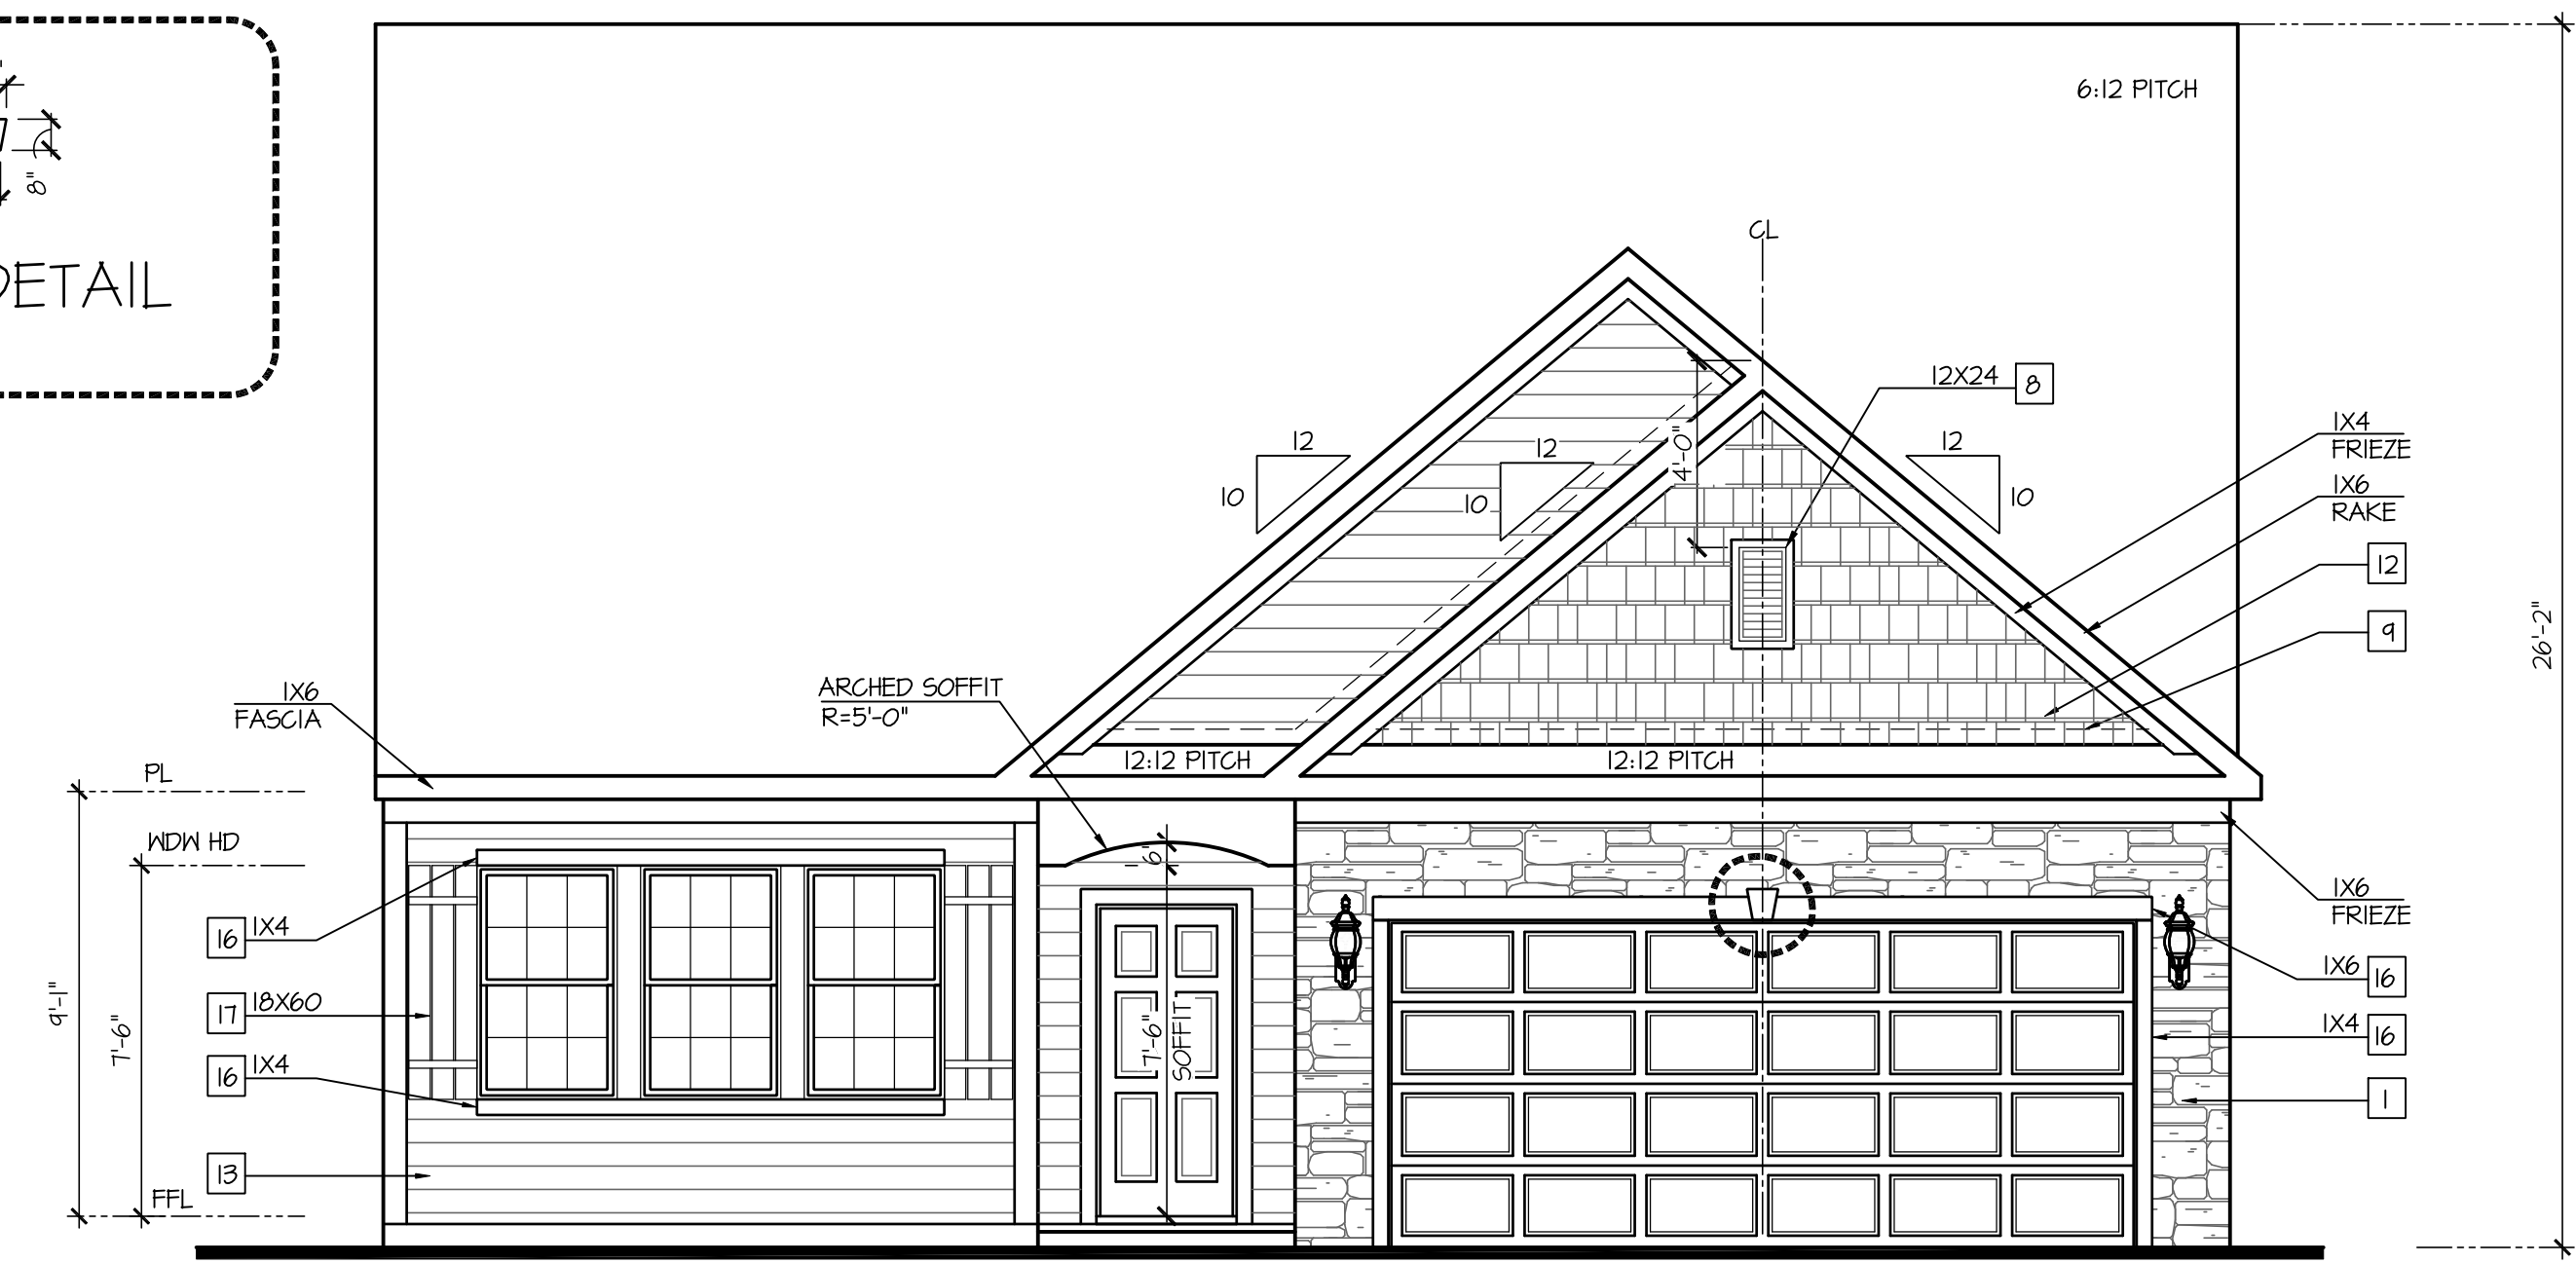 6:12 PITCH
8"
DETAIL
CL
12X24 8
12
10
12
10
12
10
4'-0"
1X4
FRIEZE
1X6
RAKE
12
9
26'-2"
1X6
FASCIA
ARCHED SOFFIT
R=5'-0"
12:12 PITCH
12:12 PITCH
PL
WDW HD
6"
16 1X4
17 18X60
16 1X4
13
FFL
9'-1"
7'-6"
7'-6"
SOFFIT
1X6
FRIEZE
1X6 16
1X4 16
1